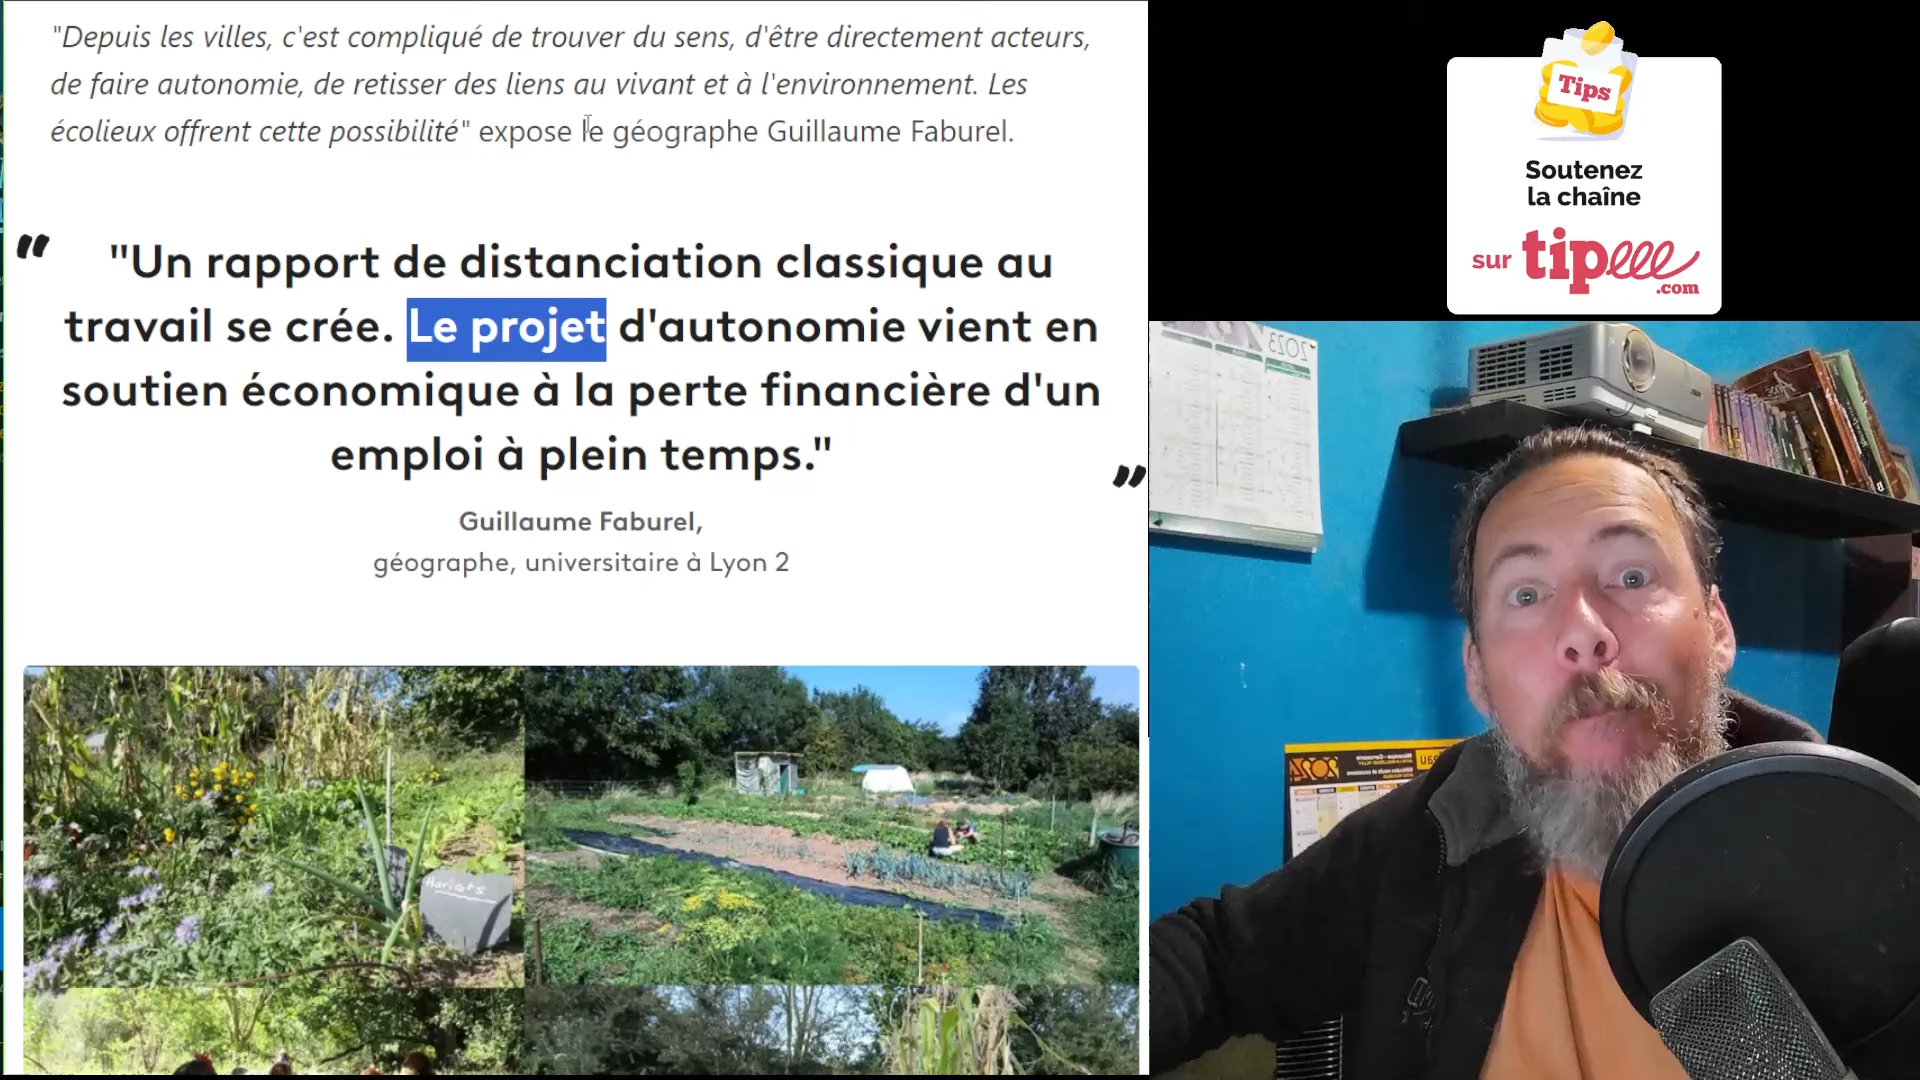 "Depuis les villes, c'est compliqué de trouver du sens, d'être directement acteurs,
de faire autonomie, de retisser des liens au vivant et à l'environnement. Les
écolieux offrent cette possibilité" expose le géographe Guillaume Faburel.
"Un rapport de distanciation classique au
travail se crée. Le projet d'autonomie vient en
soutien économique à la perte financière d'un
emploi à plein temps."
Guillaume Faburel,
géographe, universitaire à Lyon 2
Haricots
Tips
Soutenez
la chaîne
sur tipeee
.com
2023
2024